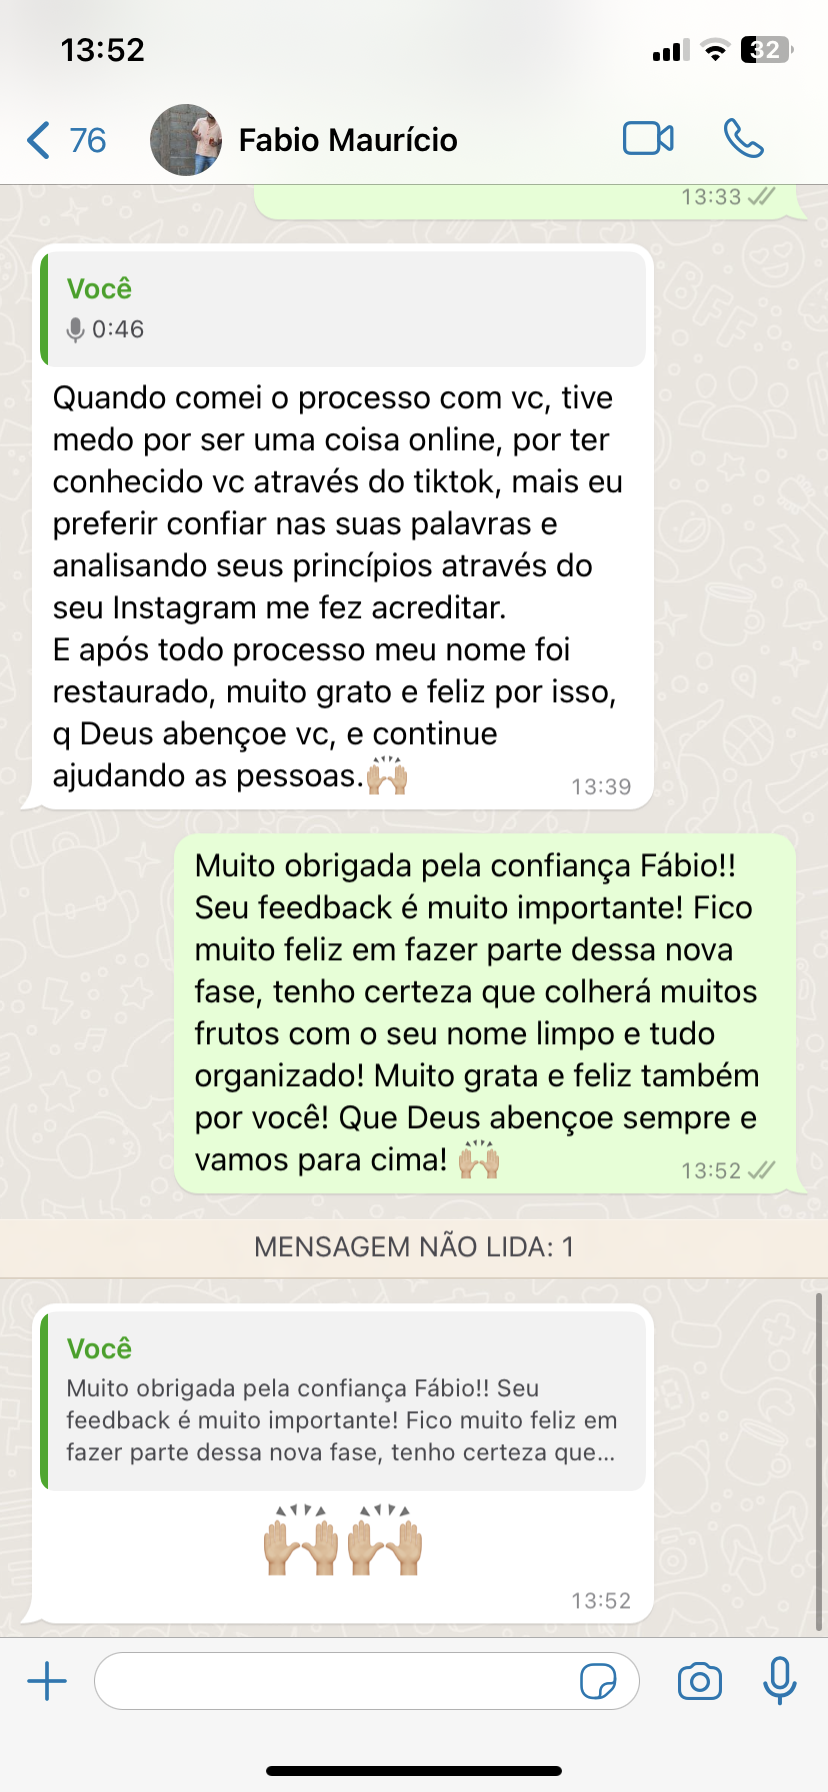 13:52
32
76
Fabio Maurício
13:33
Você
0:46
Quando comei o processo com vc, tive
medo por ser uma coisa online, por ter
conhecido vc através do tiktok, mais eu
preferir confiar nas suas palavras e
analisando seus princípios através do
seu Instagram me fez acreditar.
E após todo processo meu nome foi
restaurado, muito grato e feliz por isso,
q Deus abençoe vc, e continue
ajudando as pessoas.🙌🏼
13:39
Muito obrigada pela confiança Fábio!!
Seu feedback é muito importante! Fico
muito feliz em fazer parte dessa nova
fase, tenho certeza que colherá muitos
frutos com o seu nome limpo e tudo
organizado! Muito grata e feliz também
por você! Que Deus abençoe sempre e
vamos para cima! 🙌🏼
13:52
MENSAGEM NÃO LIDA: 1
Você
Muito obrigada pela confiança Fábio!! Seu
feedback é muito importante! Fico muito feliz em
fazer parte dessa nova fase, tenho certeza que...
🙌🏼🙌🏼
13:52